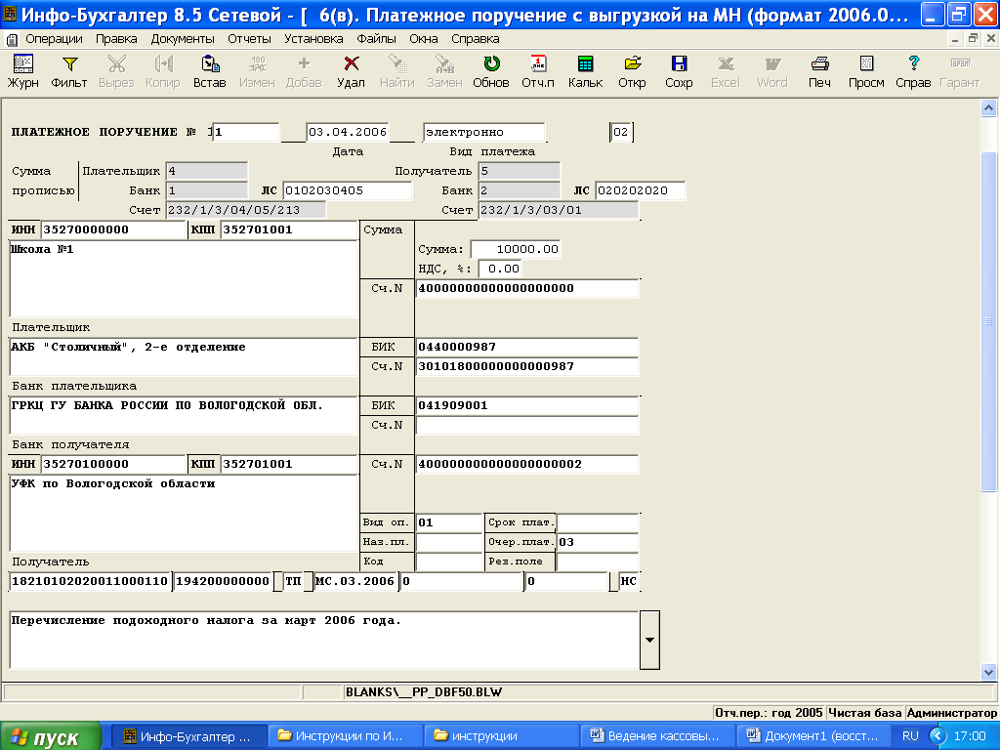 Инфо-Бухгалтер 8.5 Сетевой - [ 6(в). Платежное поручение с выгрузкой на МН (формат 2006.0...
Операции Правка Документы Отчеты Установка Файлы Окна Справка
Журн Фильт Вырез Копир Встав Измен Добав Удал Найти Замен Обнов Отч.п Кальк Откр Сохр Excel Word Печ Просм Справ Гарант
ПЛАТЕЖНОЕ ПОРУЧЕНИЕ № 1 03.04.2006 электронно 02
Дата Вид платежа
Сумма Плательщик 4 Получатель 5
прописью Банк 1 ЛС 0102030405 Банк 2 ЛС 020202020
Счет 232/1/3/04/05/213 Счет 232/1/3/03/01
ИНН 35270000000 КПП 352701001 Сумма
Школа №1 Сумма: 10000.00
НДС, %: 0.00
Сч.N 40000000000000000000
Плательщик
АКБ "Столичный", 2-е отделение БИК 0440000987
Сч.N 30101800000000000987
Банк плательщика
ГРКЦ ГУ БАНКА РОССИИ ПО ВОЛОГОДСКОЙ ОБЛ. БИК 041909001
Сч.N
Банк получателя
ИНН 35270100000 КПП 352701001 Сч.N 400000000000000000002
УФК по Вологодской области
Вид оп. 01 Срок плат.
Наз.пл. Очер.плат. 03
Получатель Код Рез.поле
18210102020011000110 194200000000 ТП МС.03.2006 0 0 НС
Перечисление подоходного налога за март 2006 года.
BLANKS\__PP_DBF50.BLW
Отч.пер.: год 2005 Чистая база Администратор
пуск Инфо-Бухгалтер ... Инструкции по И... инструкции Ведение кассовы... Документ1 (восст... RU 17:00